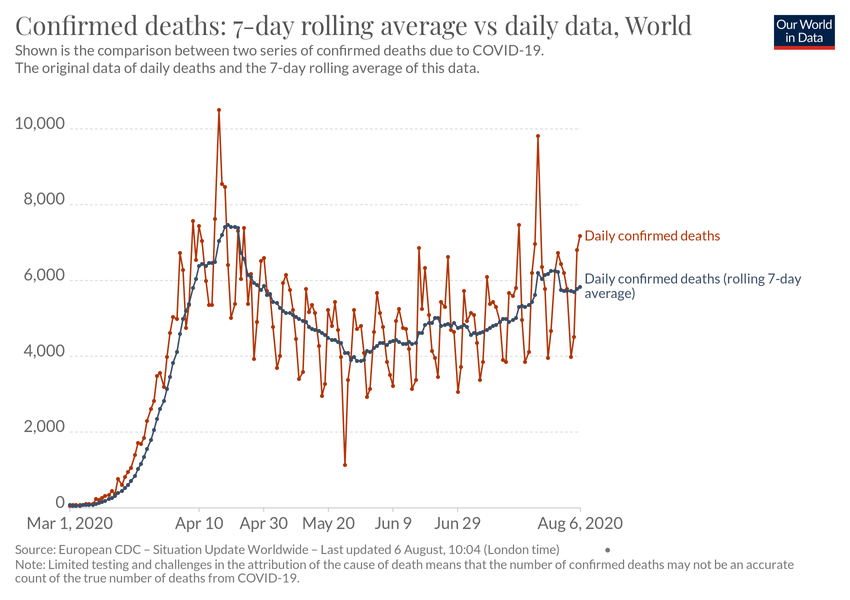 Confirmed deaths: 7-day rolling average vs daily data, World
Our World
in Data
Shown is the comparison between two series of confirmed deaths due to COVID-19.
The original data of daily deaths and the 7-day rolling average of this data.
10,000
8,000
6,000
4,000
2,000
0
Daily confirmed deaths
Daily confirmed deaths (rolling 7-day
average)
Mar 1, 2020 Apr 10 Apr 30 May 20 Jun 9 Jun 29 Aug 6, 2020
Source: European CDC – Situation Update Worldwide – Last updated 6 August, 10:04 (London time) •
Note: Limited testing and challenges in the attribution of the cause of death means that the number of confirmed deaths may not be an accurate
count of the true number of deaths from COVID-19.